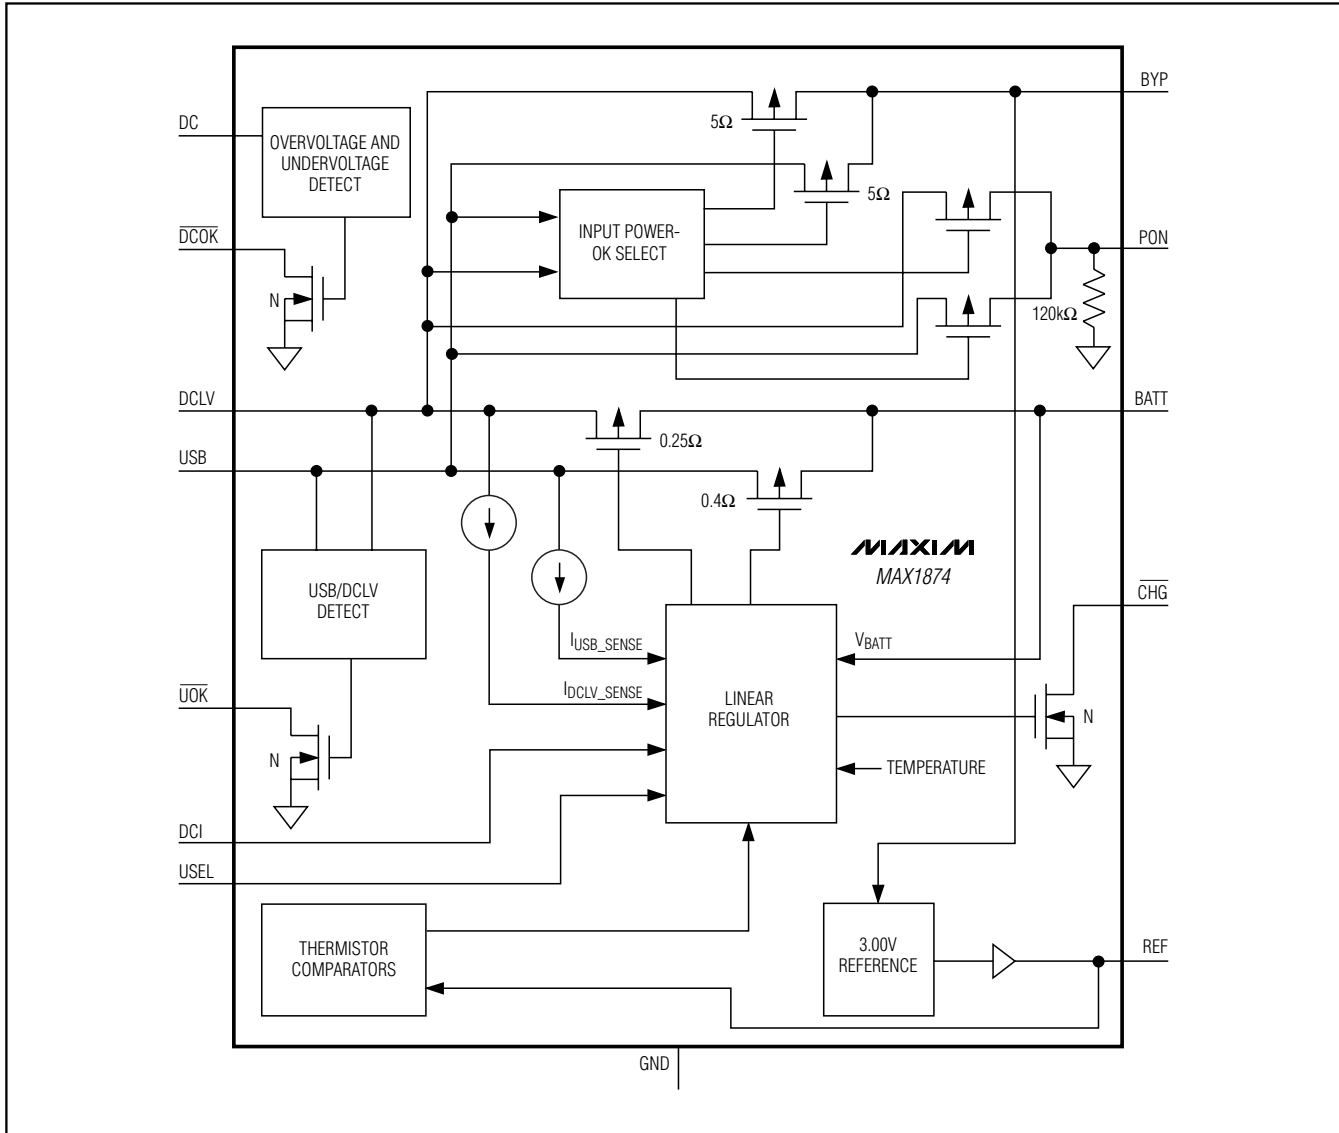 BYP
DC
5Ω
OVERVOLTAGE AND
UNDERVOLTAGE
DETECT
5Ω
DCOK
INPUT POWER-
OK SELECT
PON
N
120kΩ
DCLV
BATT
0.25Ω
USB
0.4Ω
MAXIM
MAX1874
USB/DCLV
DETECT
CHG
IUSB_SENSE
VBATT
IDCLV_SENSE
UOK
LINEAR
REGULATOR
N
N
TEMPERATURE
DCI
USEL
THERMISTOR
COMPARATORS
3.00V
REFERENCE
REF
GND